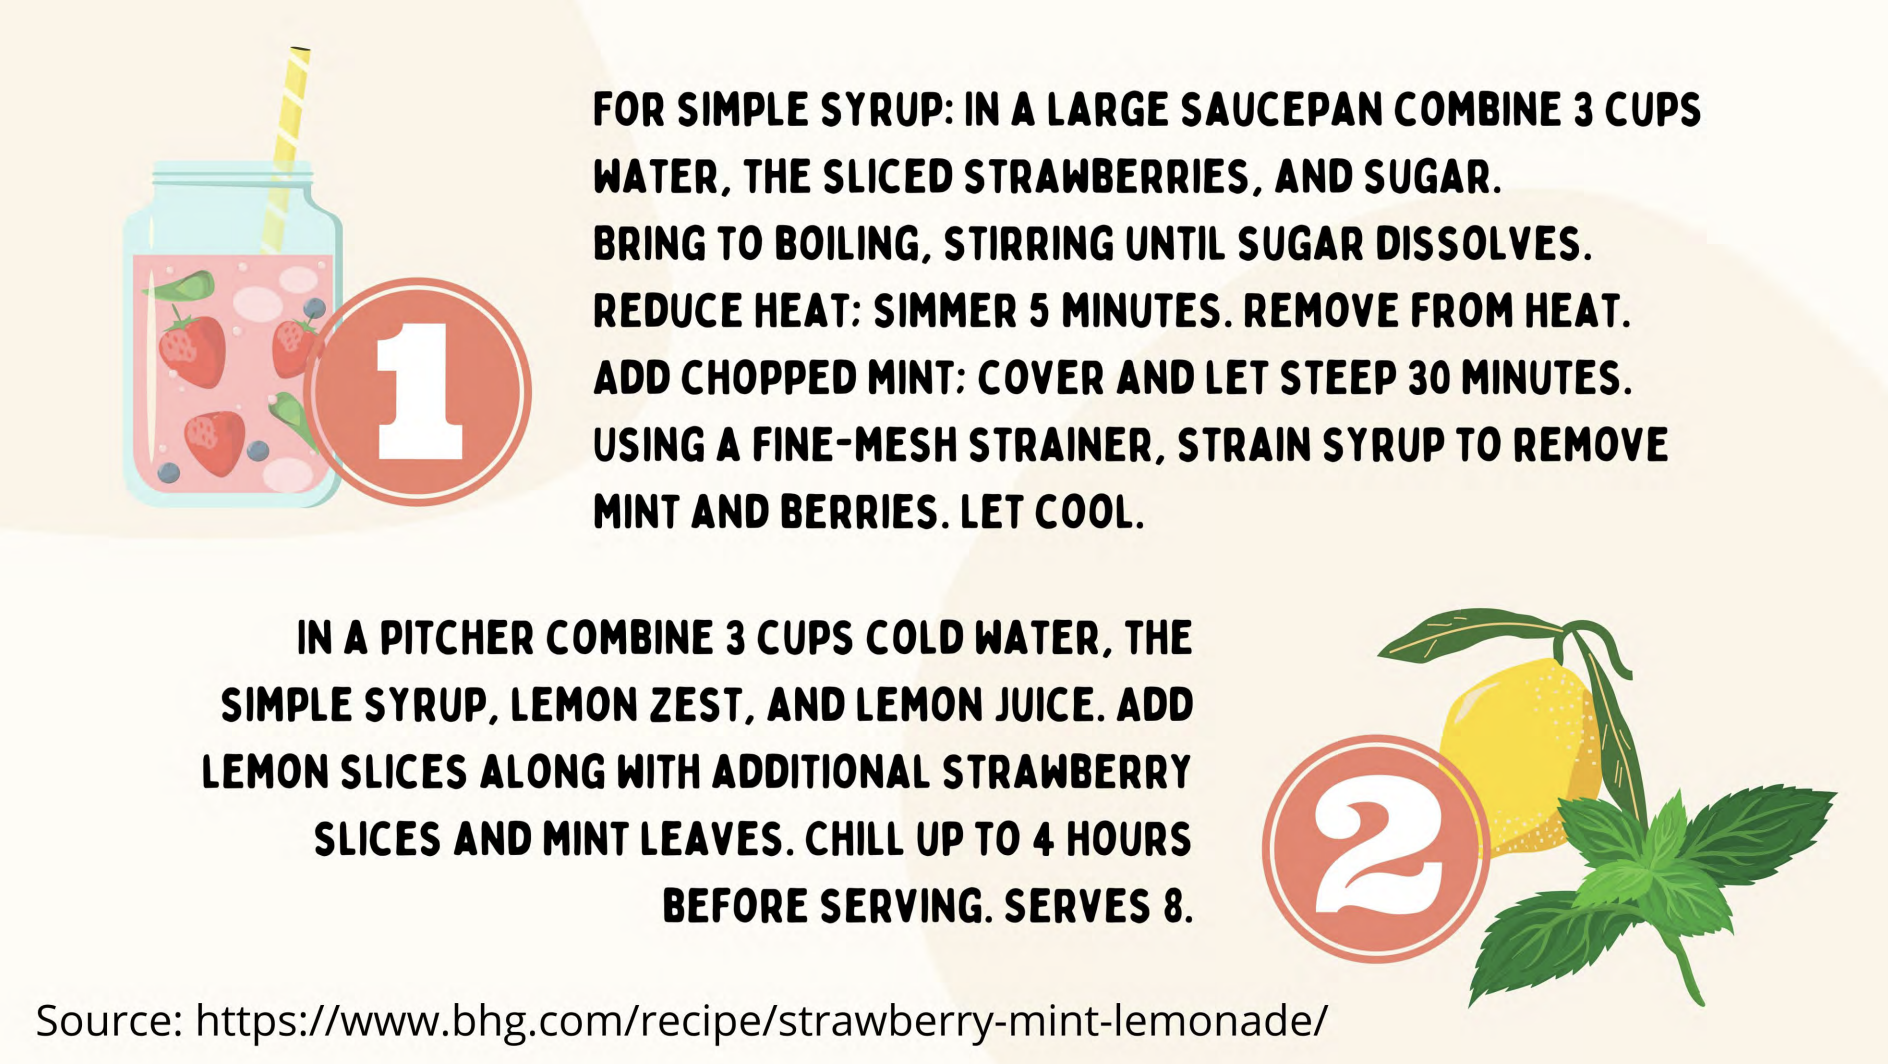 1
FOR SIMPLE SYRUP: IN A LARGE SAUCEPAN COMBINE 3 CUPS
WATER, THE SLICED STRAWBERRIES, AND SUGAR.
BRING TO BOILING, STIRRING UNTIL SUGAR DISSOLVES.
REDUCE HEAT; SIMMER 5 MINUTES. REMOVE FROM HEAT.
ADD CHOPPED MINT; COVER AND LET STEEP 30 MINUTES.
USING A FINE-MESH STRAINER, STRAIN SYRUP TO REMOVE
MINT AND BERRIES. LET COOL.
2
IN A PITCHER COMBINE 3 CUPS COLD WATER, THE
SIMPLE SYRUP, LEMON ZEST, AND LEMON JUICE. ADD
LEMON SLICES ALONG WITH ADDITIONAL STRAWBERRY
SLICES AND MINT LEAVES. CHILL UP TO 4 HOURS
BEFORE SERVING. SERVES 8.
Source: https://www.bhg.com/recipe/strawberry-mint-lemonade/